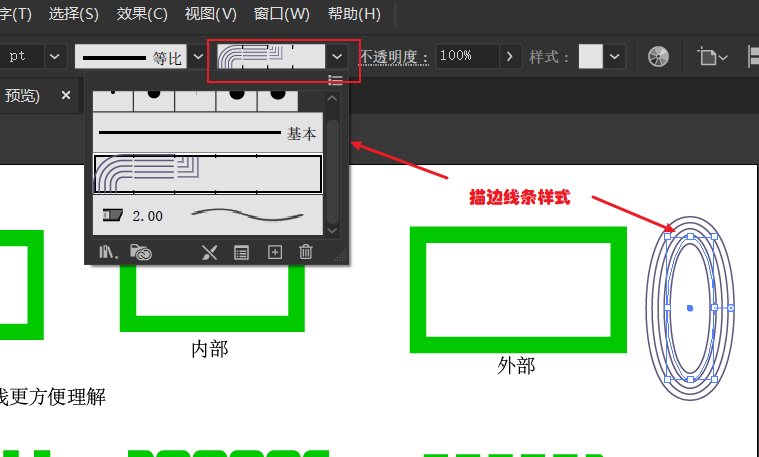 字(T) 选择(S) 效果(C) 视图(V) 窗口(W) 帮助(H)
pt 等比 不透明度: 100% 样式:
预览) ×
基本
2.00
描边线条样式
内部
外部
线更方便理解